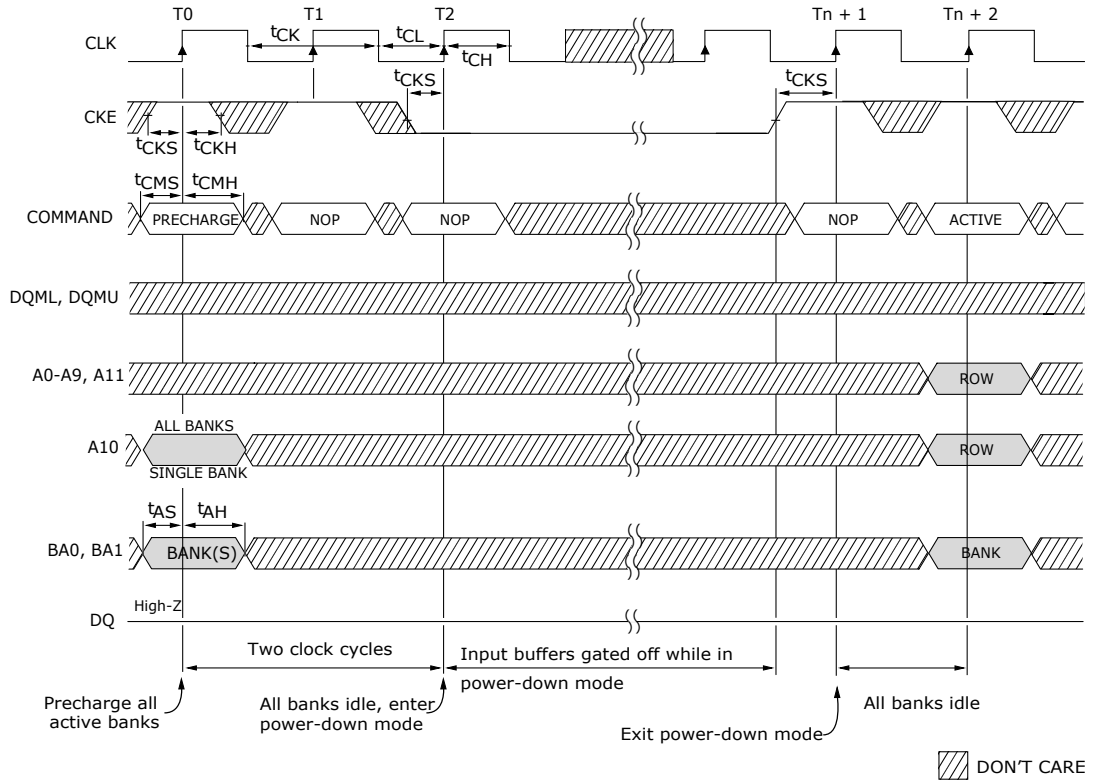 T0 T1 T2 Tn + 1 Tn + 2
CLK
tCK tCL tCH
tCKS tCKS
CKE
tCKS tCKH
tCMS tCMH
COMMAND PRECHARGE NOP NOP NOP ACTIVE
DQML, DQMU
A0-A9, A11 ROW
ALL BANKS
A10 ROW
SINGLE BANK
tAS tAH
BA0, BA1 BANK(S) BANK
High-Z
DQ
Two clock cycles
Input buffers gated off while in
power-down mode
Precharge all
active banks
All banks idle, enter
power-down mode
Exit power-down mode
All banks idle
DON'T CARE